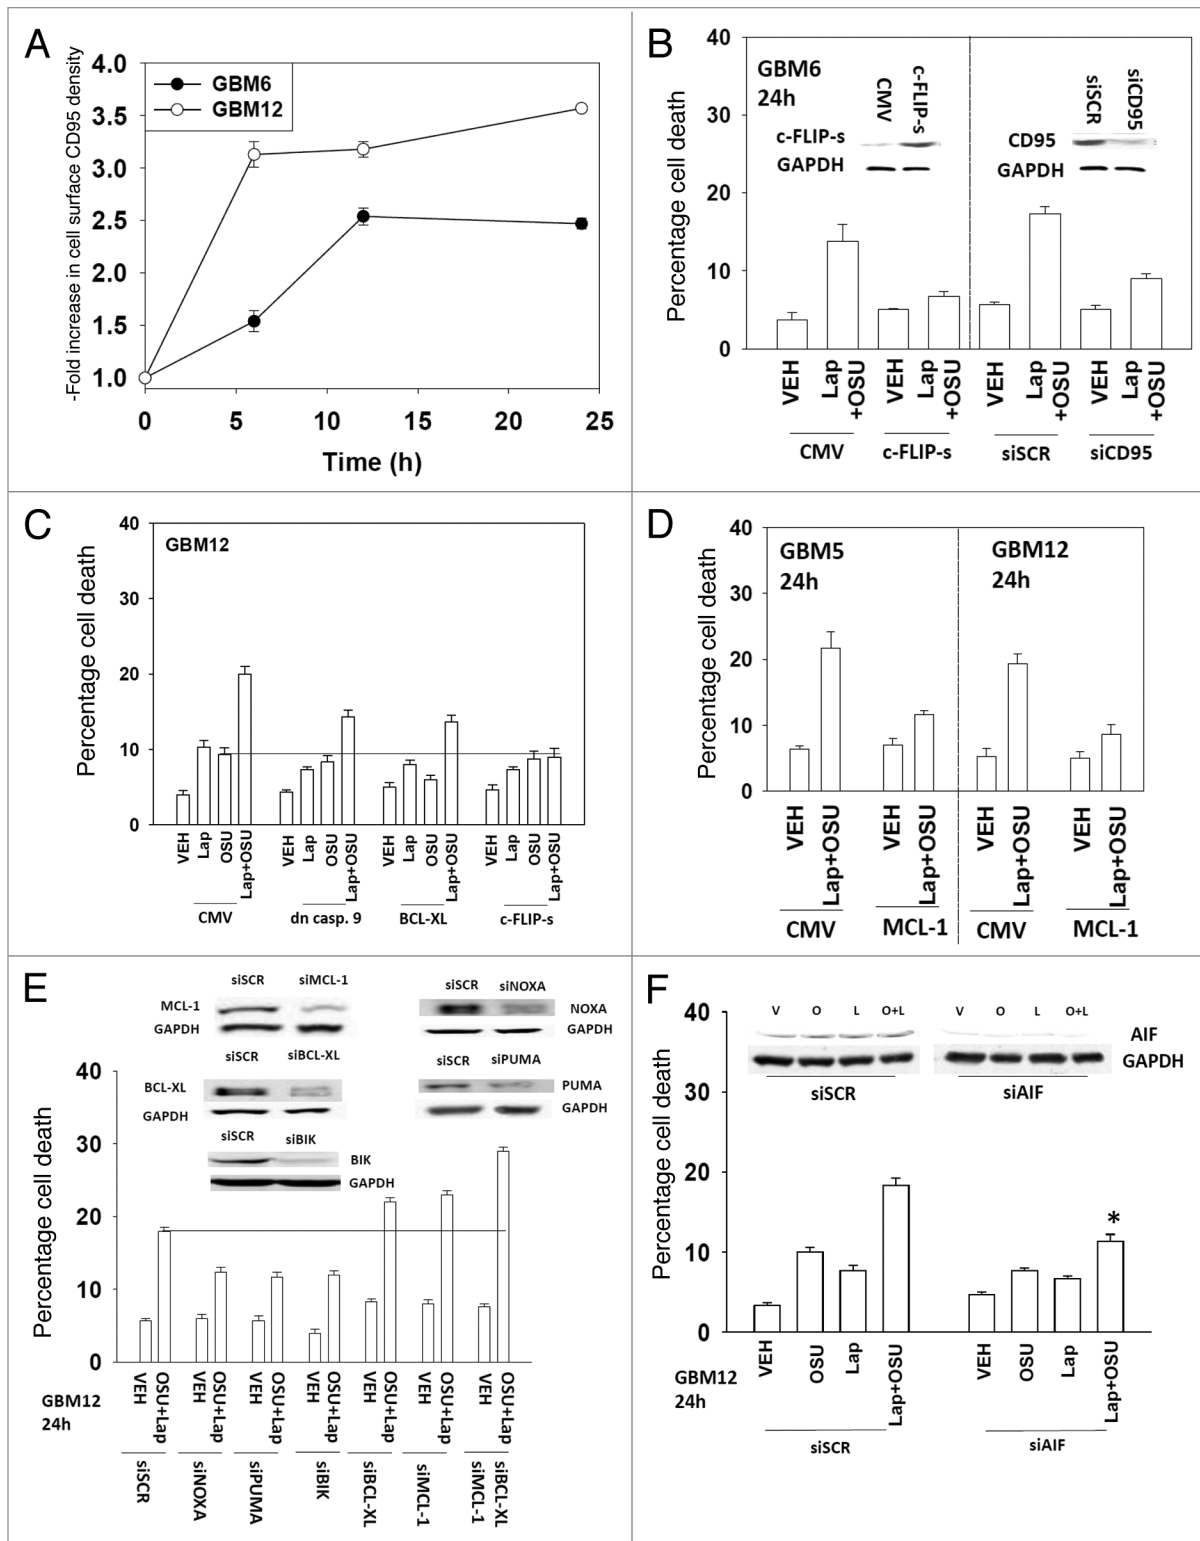 A
-Fold increase in cell surface CD95 density
4.0
3.5
3.0
2.5
2.0
1.5
1.0
GBM6
GBM12
0 5 10 15 20 25
Time (h)
B
Percentage cell death
40
30
20
10
0
GBM6
24h
CMV c-FLIP-s
c-FLIP-s
GAPDH
siSCR siCD95
CD95
GAPDH
VEH Lap +OSU VEH Lap +OSU VEH Lap +OSU VEH Lap +OSU
CMV c-FLIP-s siSCR siCD95
C
Percentage cell death
40
30
20
10
0
GBM12
VEH Lap OSU Lap+OSU VEH Lap OSU Lap+OSU VEH Lap OSU Lap+OSU VEH Lap OSU Lap+OSU
CMV dn casp. 9 BCL-XL c-FLIP-s
D
Percentage cell death
40
30
20
10
0
GBM5
24h
GBM12
24h
VEH Lap+OSU VEH Lap+OSU VEH Lap+OSU VEH Lap+OSU
CMV MCL-1 CMV MCL-1
E
siSCR siMCL-1
MCL-1
GAPDH
siSCR siNOXA
NOXA
GAPDH
siSCR siBCL-XL
BCL-XL
GAPDH
siSCR siPUMA
PUMA
GAPDH
siSCR siBIK
BIK
GAPDH
Percentage cell death
40
30
20
10
0
GBM12
24h
VEH OSU+Lap VEH OSU+Lap VEH OSU+Lap VEH OSU+Lap VEH OSU+Lap VEH OSU+Lap VEH OSU+Lap
siSCR siNOXA siPUMA siBIK siBCL-XL siMCL-1 siMCL-1 siBCL-XL
F
Percentage cell death
40
30
20
10
0
V O L O+L V O L O+L
AIF
GAPDH
siSCR siAIF
*
GBM12
24h
VEH OSU Lap Lap+OSU VEH OSU Lap Lap+OSU
siSCR siAIF